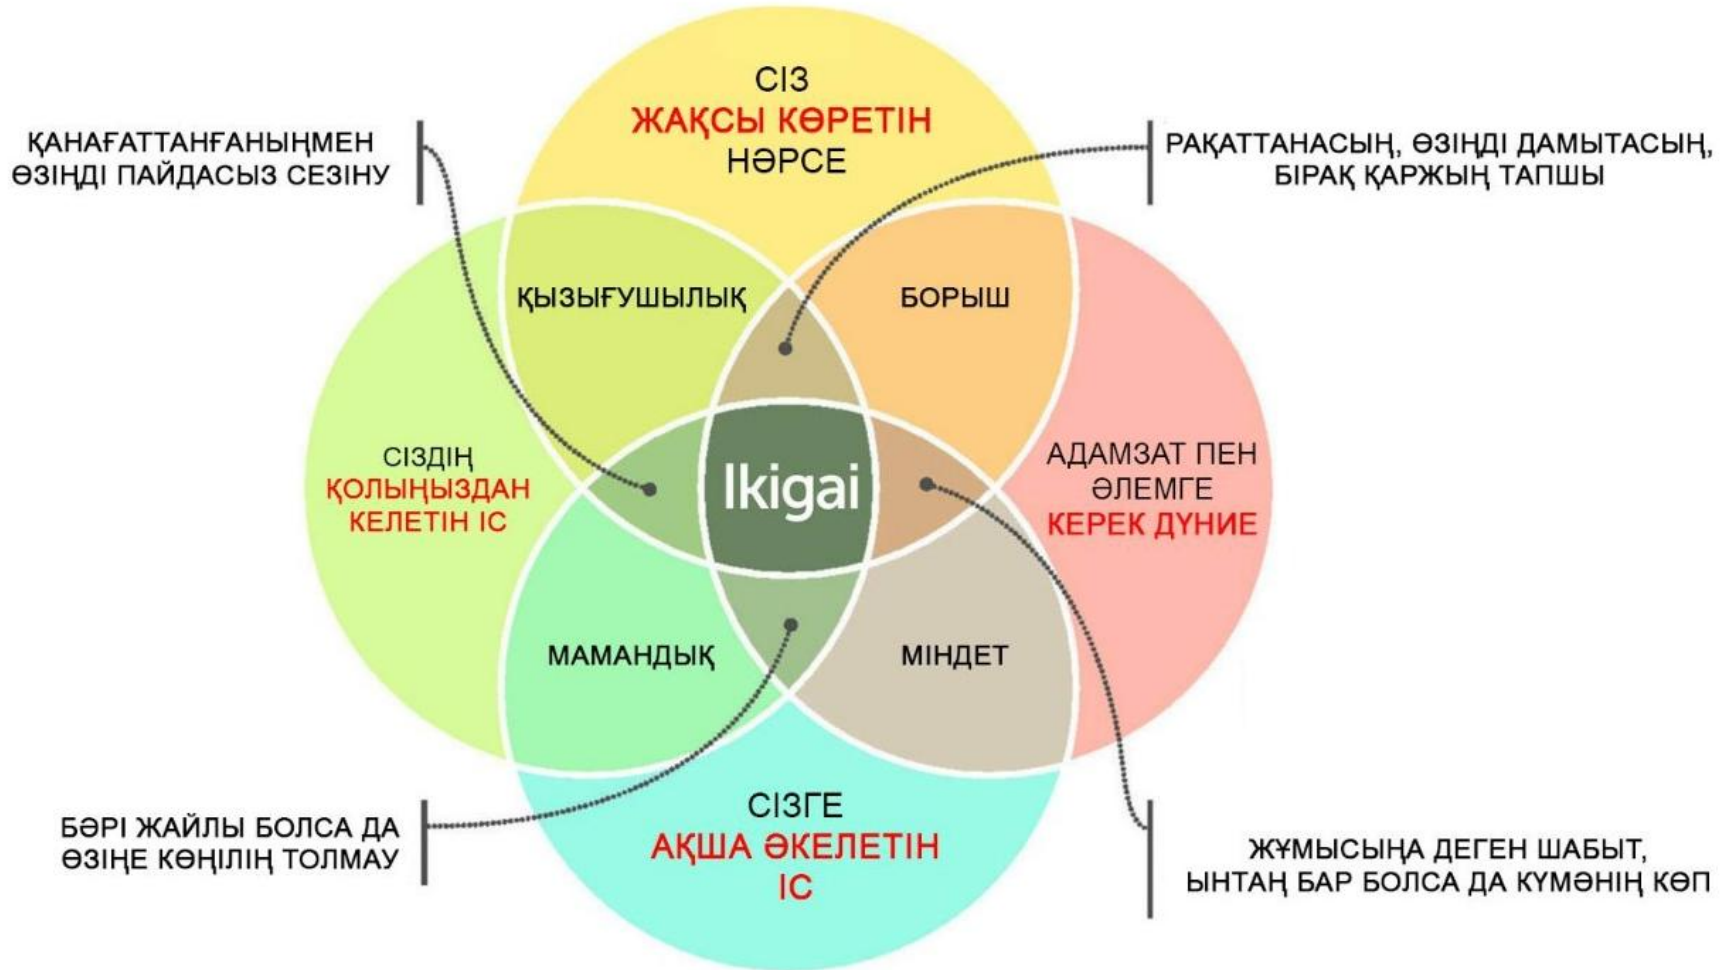 СІЗ
ЖАҚСЫ КӨРЕТІН
НӘРСЕ
ҚАНАҒАТТАНҒАНЫҢМЕН
ӨЗІҢДІ ПАЙДАСЫЗ СЕЗІНУ
РАҚАТТАНАСЫҢ, ӨЗІҢДІ ДАМЫТАСЫҢ,
БІРАҚ ҚАРЖЫҢ ТАПШЫ
ҚЫЗЫҒУШЫЛЫҚ
БОРЫШ
СІЗДІҢ
ҚОЛЫҢЫЗДАН
КЕЛЕТІН ІС
Ikigai
АДАМЗАТ ПЕН
ӘЛЕМГЕ
КЕРЕК ДҮНИЕ
МАМАНДЫҚ
МІНДЕТ
БӘРІ ЖАЙЛЫ БОЛСА ДА
ӨЗІҢЕ КӨҢІЛІҢ ТОЛМАУ
СІЗГЕ
АҚША ӘКЕЛЕТІН
ІС
ЖҰМЫСЫҢА ДЕГЕН ШАБЫТ,
ЫНТАҢ БАР БОЛСА ДА КҮМӘНІҢ КӨП